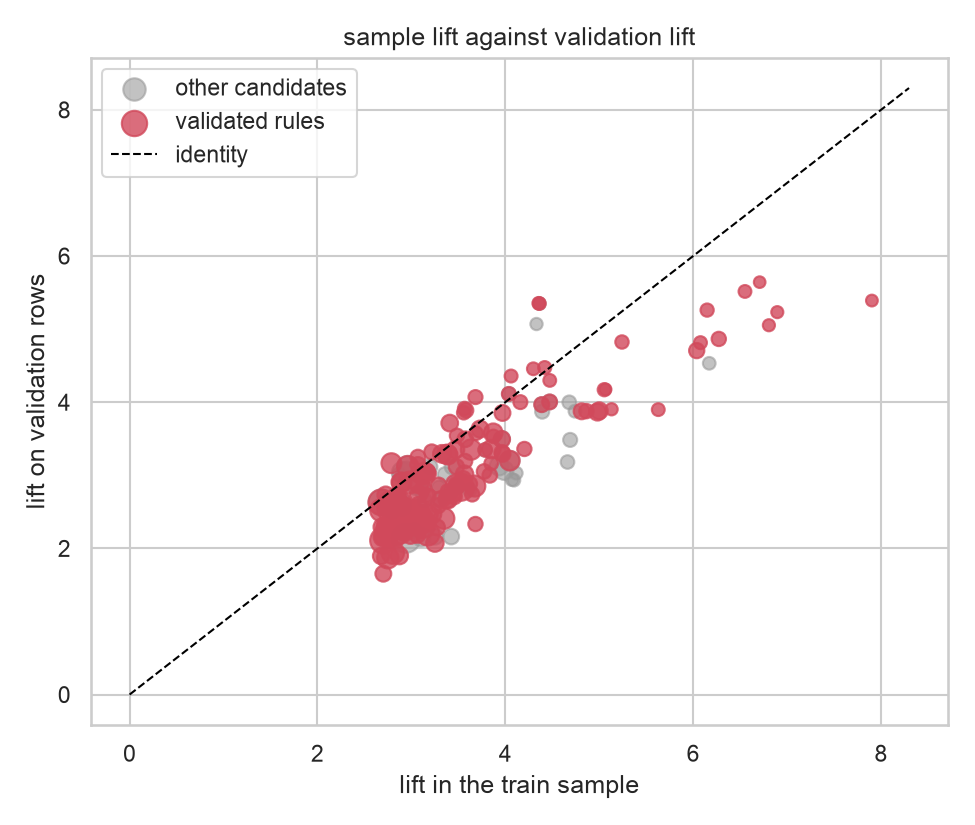 sample lift against validation lift
other candidates
validated rules
identity
lift on validation rows
8
6
4
2
0
0 2 4 6 8
lift in the train sample